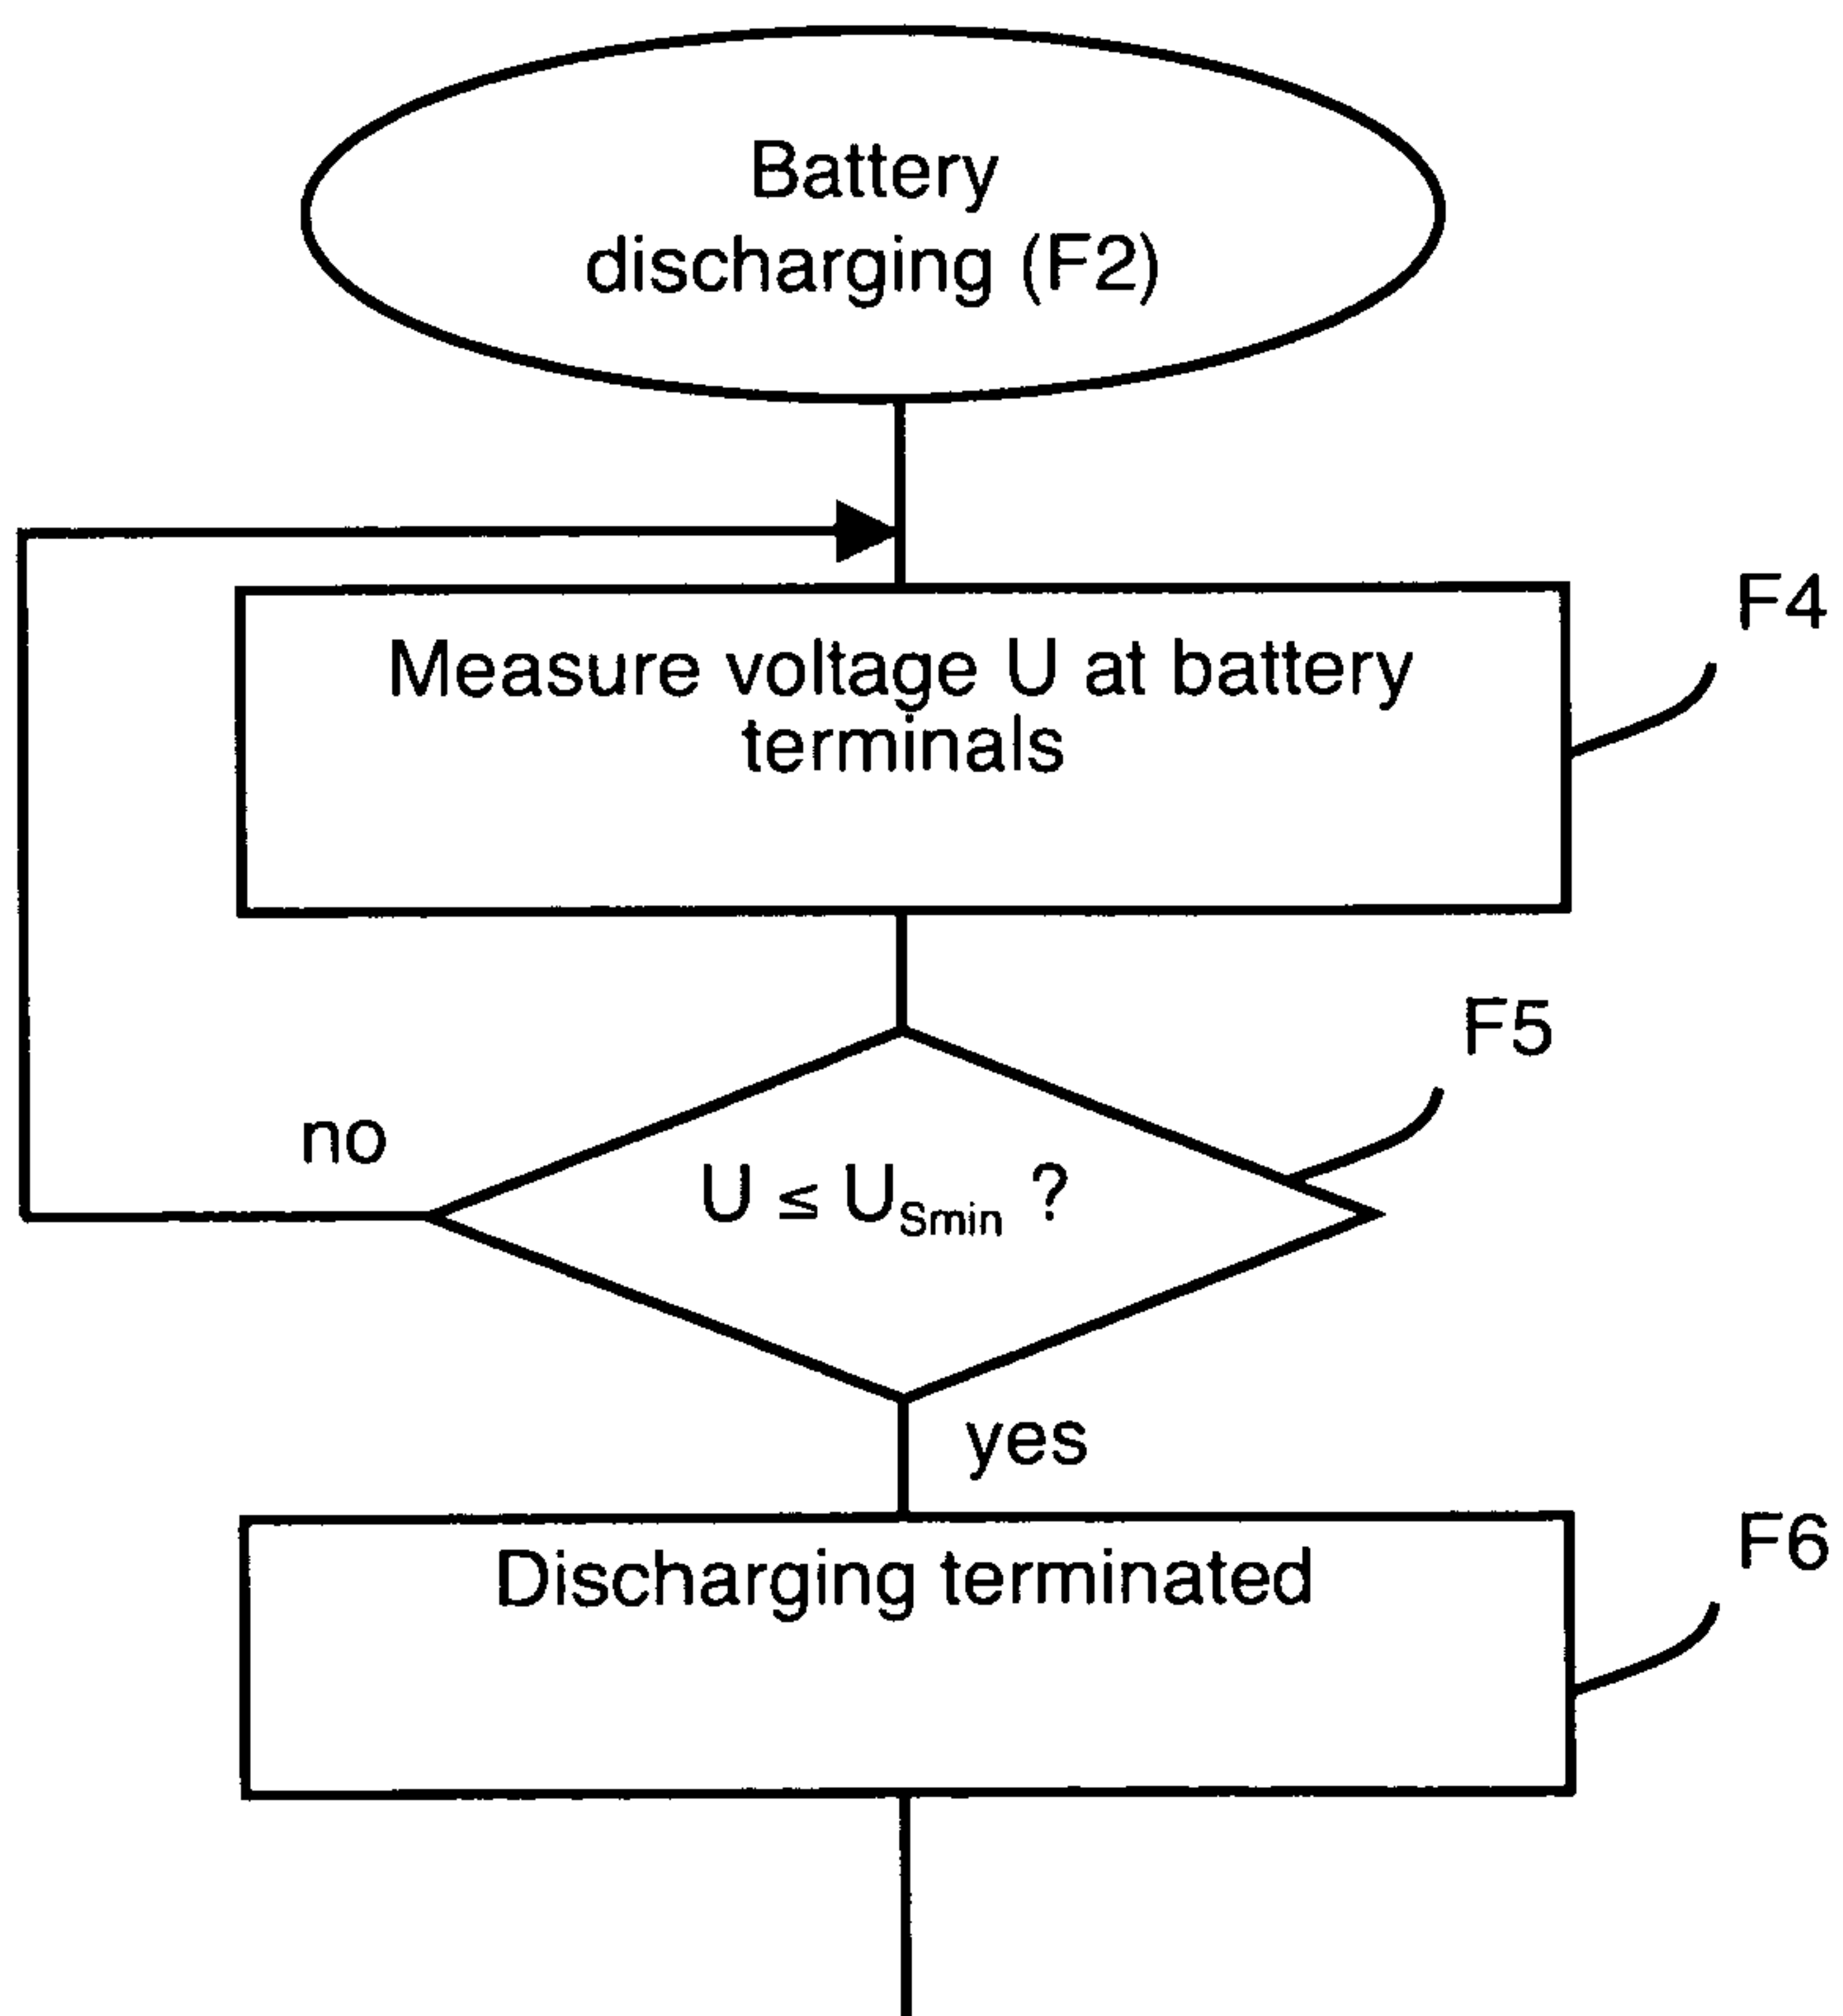 Battery
discharging (F2)
F4
Measure voltage U at battery
terminals
F5
no
U ≤ USmin ?
yes
F6
Discharging terminated